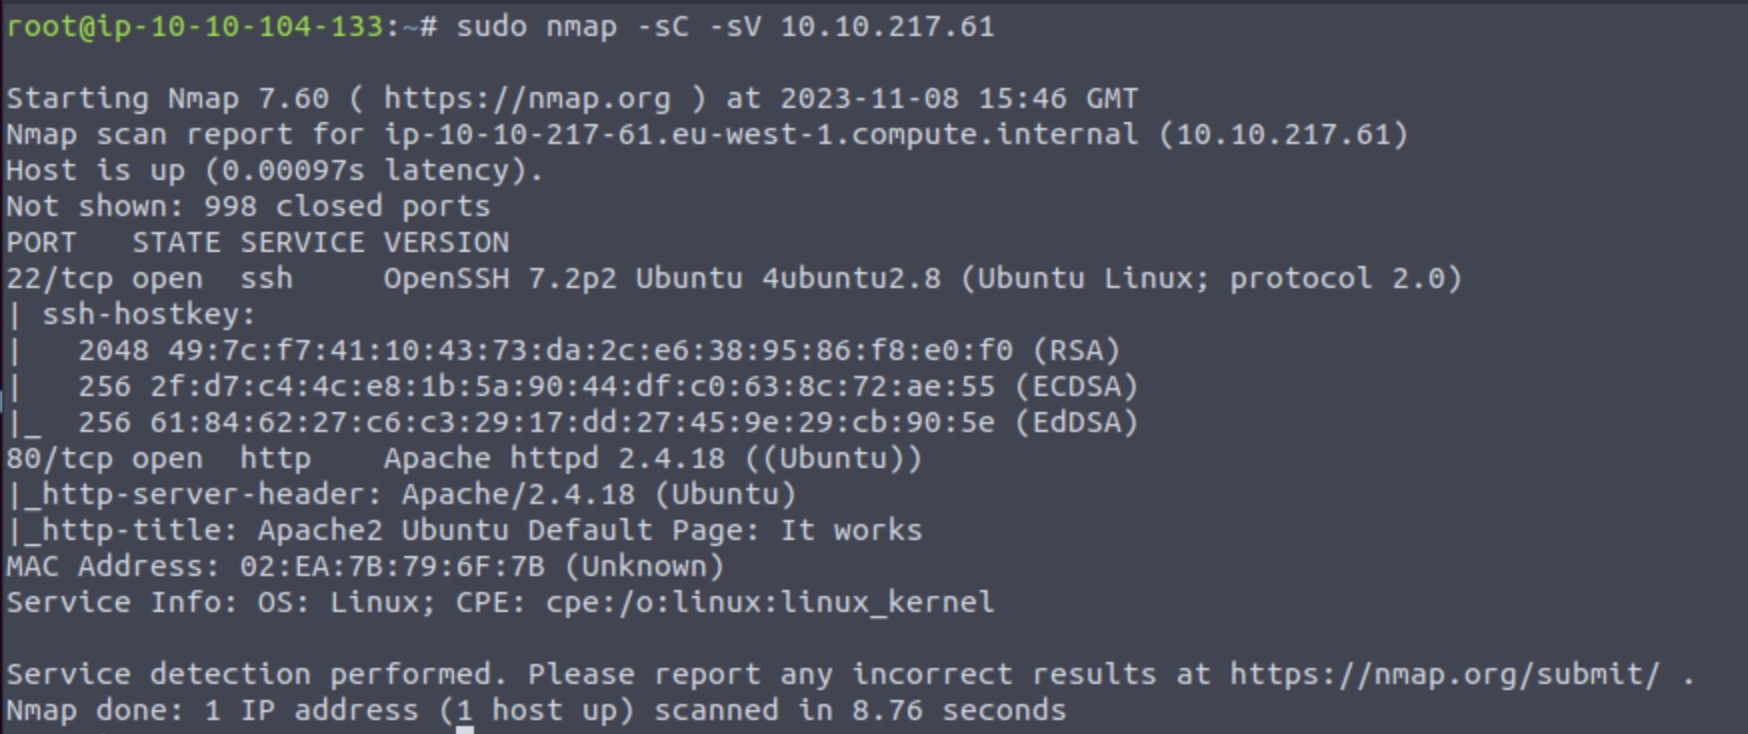 root@ip-10-10-104-133:~# sudo nmap -sC -sV 10.10.217.61
Starting Nmap 7.60 ( https://nmap.org ) at 2023-11-08 15:46 GMT
Nmap scan report for ip-10-10-217-61.eu-west-1.compute.internal (10.10.217.61)
Host is up (0.00097s latency).
Not shown: 998 closed ports
PORT   STATE SERVICE VERSION
22/tcp open  ssh     OpenSSH 7.2p2 Ubuntu 4ubuntu2.8 (Ubuntu Linux; protocol 2.0)
| ssh-hostkey:
|   2048 49:7c:f7:41:10:43:73:da:2c:e6:38:95:86:f8:e0:f0 (RSA)
|   256 2f:d7:c4:4c:e8:1b:5a:90:44:df:c0:63:8c:72:ae:55 (ECDSA)
|_  256 61:84:62:27:c6:c3:29:17:dd:27:45:9e:29:cb:90:5e (EdDSA)
80/tcp open  http    Apache httpd 2.4.18 ((Ubuntu))
|_http-server-header: Apache/2.4.18 (Ubuntu)
|_http-title: Apache2 Ubuntu Default Page: It works
MAC Address: 02:EA:7B:79:6F:7B (Unknown)
Service Info: OS: Linux; CPE: cpe:/o:linux:linux_kernel
Service detection performed. Please report any incorrect results at https://nmap.org/submit/ .
Nmap done: 1 IP address (1 host up) scanned in 8.76 seconds